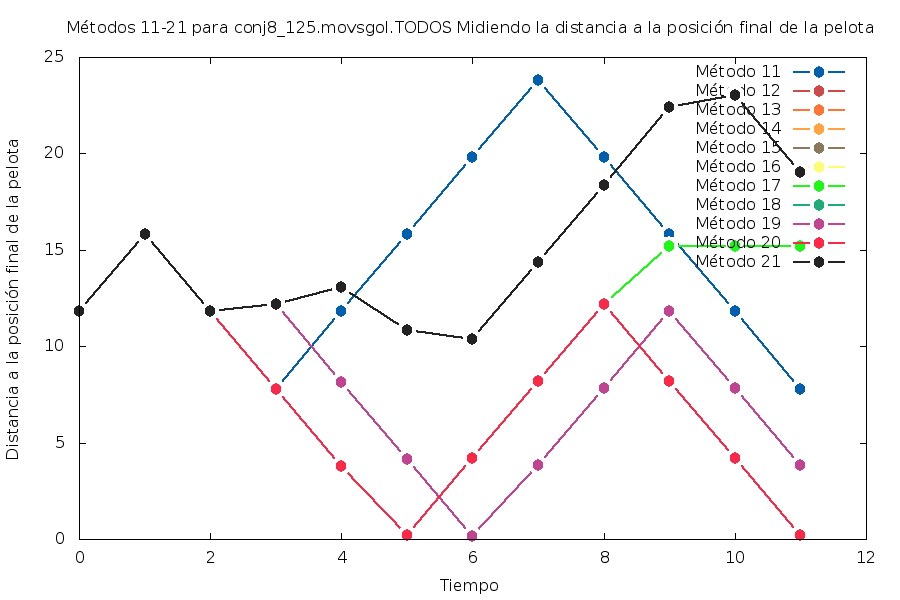 Métodos 11-21 para conj8_125.movsgol.TODOS Midiendo la distancia a la posición final de la pelota
25
20
15
10
5
0
Distancia a la posición final de la pelota
0 2 4 6 8 10 12
Tiempo
Método 11
Método 12
Método 13
Método 14
Método 15
Método 16
Método 17
Método 18
Método 19
Método 20
Método 21